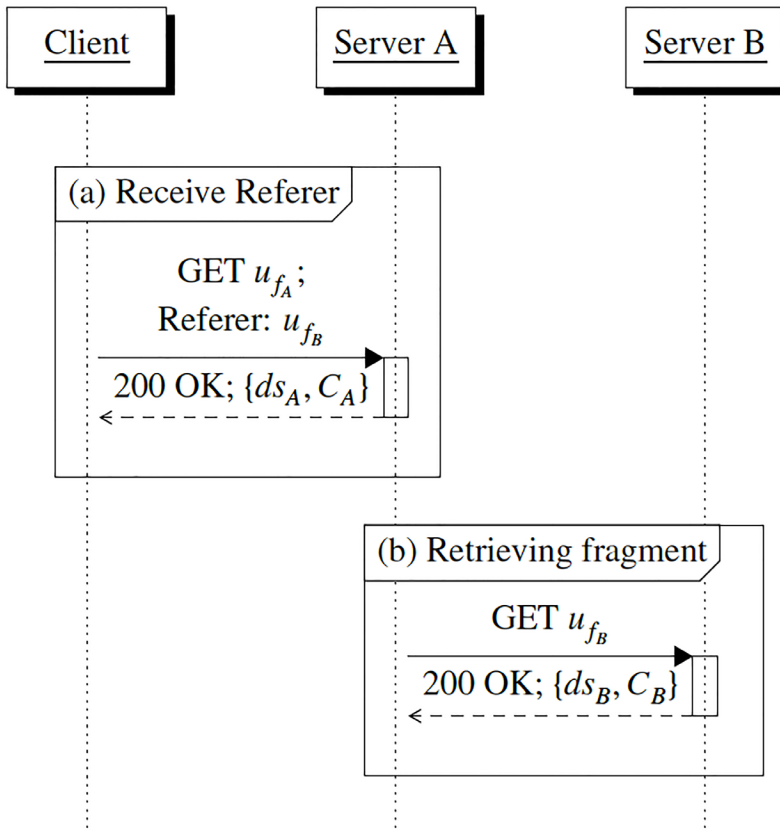 Client
Server A
Server B
(a) Receive Referer
GET u_{f_A};
Referer: u_{f_B}
200 OK; {ds_A, C_A}
(b) Retrieving fragment
GET u_{f_B}
200 OK; {ds_B, C_B}